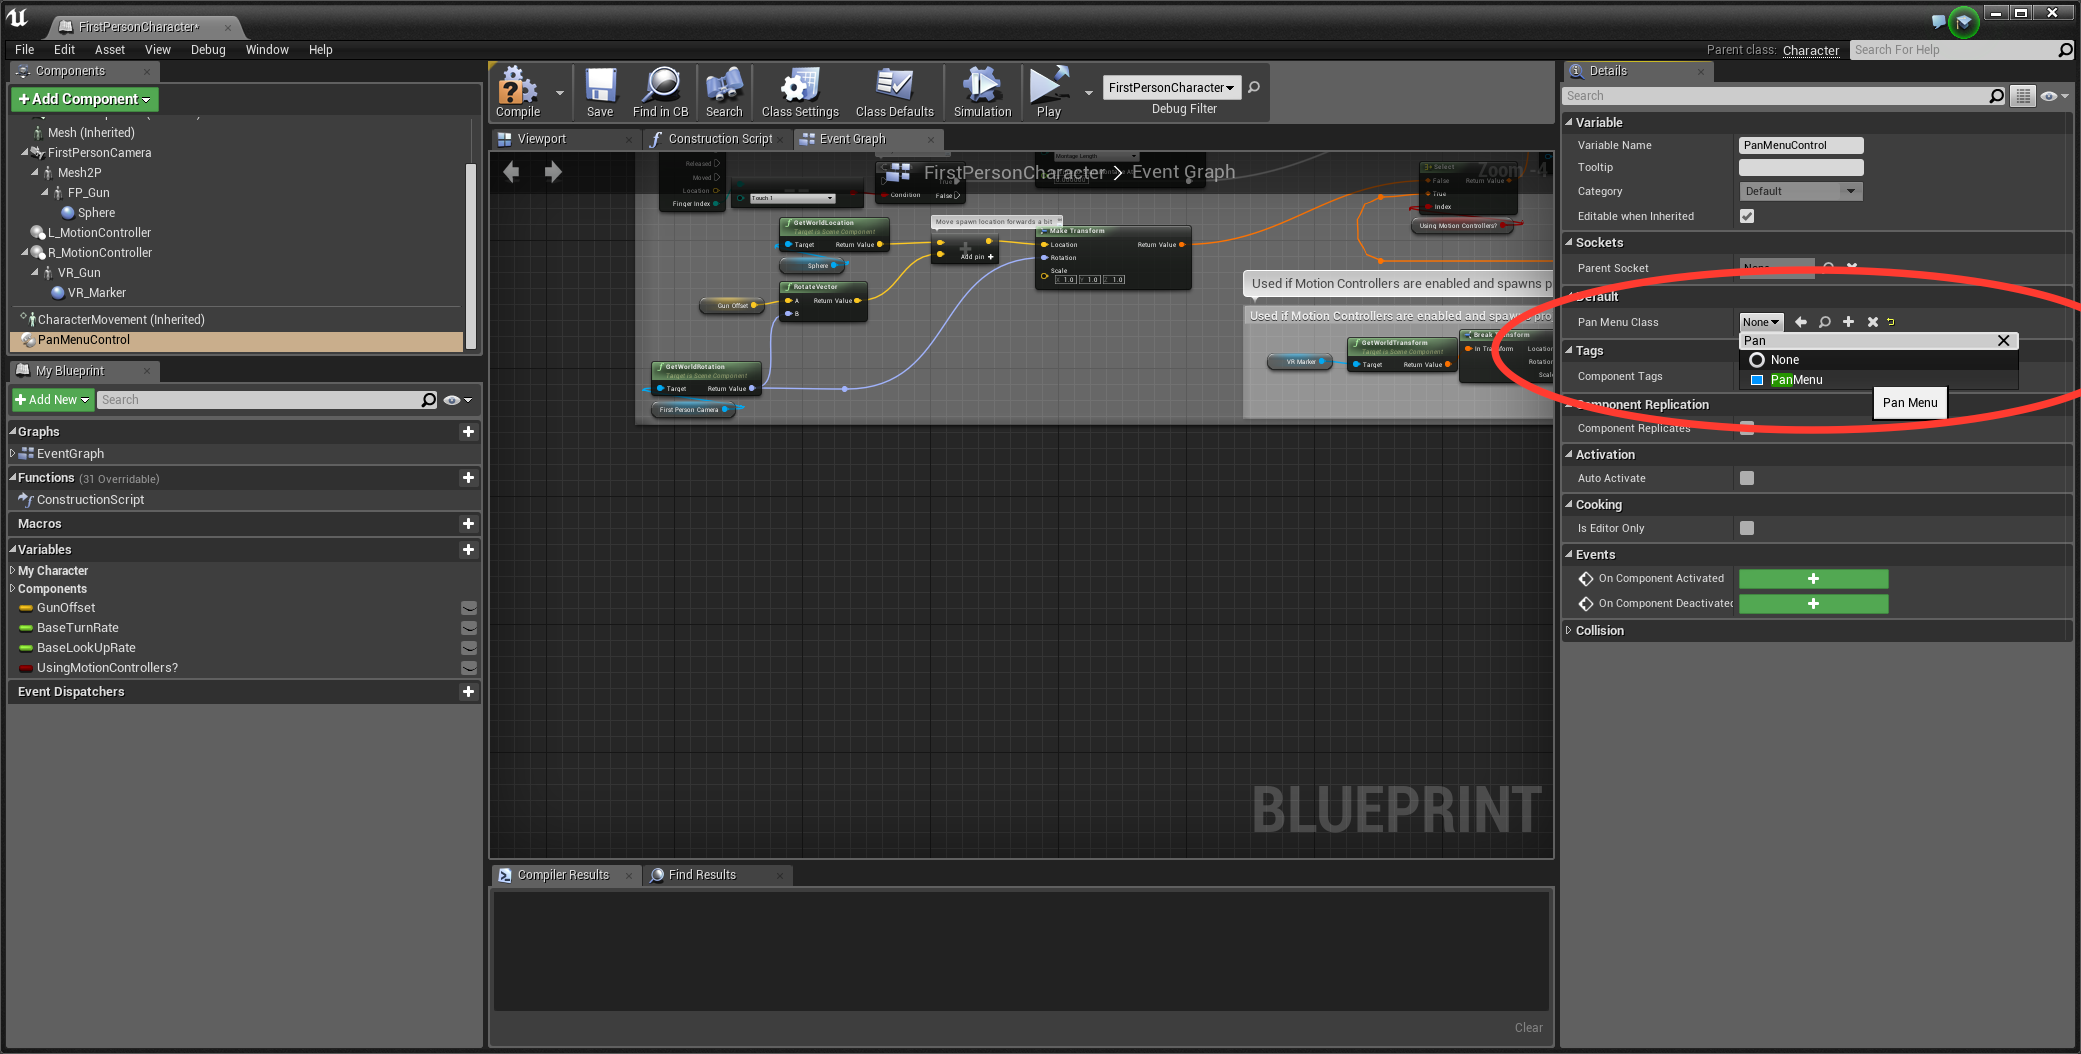 FirstPersonCharacter*
File Edit Asset View Debug Window Help
Parent class: Character
Search For Help
Components
Add Component
Mesh (Inherited)
FirstPersonCamera
Mesh2P
FP_Gun
Sphere
L_MotionController
R_MotionController
VR_Gun
VR_Marker
CharacterMovement (Inherited)
PanMenuControl
My Blueprint
Add New
Search
Graphs
EventGraph
Functions (31 Overridable)
ConstructionScript
Macros
Variables
My Character
Components
GunOffset
BaseTurnRate
BaseLookUpRate
UsingMotionControllers?
Event Dispatchers
Compile
Save
Find in CB
Search
Class Settings
Class Defaults
Simulation
Play
FirstPersonCharacter
Debug Filter
Viewport
Construction Script
Event Graph
FirstPersonCharacter > Event Graph
Zoom -4
Released
Moved
Location
Finger Index
Touch 1
True
Condition False
Montage Length
Select
False Return Value
True
Index
Using Motion Controllers?
GetWorldLocation
Target is Scene Component
Target Return Value
Sphere
Move spawn location forwards a bit
Add pin
Make Transform
Location Return Value
Rotation
Scale
X 1.0 Y 1.0 Z 1.0
RotateVector
A Return Value
B
Gun Offset
GetWorldRotation
Target is Scene Component
Target Return Value
First Person Camera
Used if Motion Controllers are enabled and spawns p
Used if Motion Controllers are enabled and spawns pro
VR Marker
GetWorldTransform
Target is Scene Component
Target Return Value
Break Transform
In Transform Location
Rotation
Scale
BLUEPRINT
Compiler Results
Find Results
Clear
Details
Search
Variable
Variable Name PanMenuControl
Tooltip
Category Default
Editable when Inherited
Sockets
Parent Socket None
Default
Pan Menu Class None
Pan
None
PanMenu
Pan Menu
Tags
Component Tags
Component Replication
Component Replicates
Activation
Auto Activate
Cooking
Is Editor Only
Events
On Component Activated
On Component Deactivated
Collision